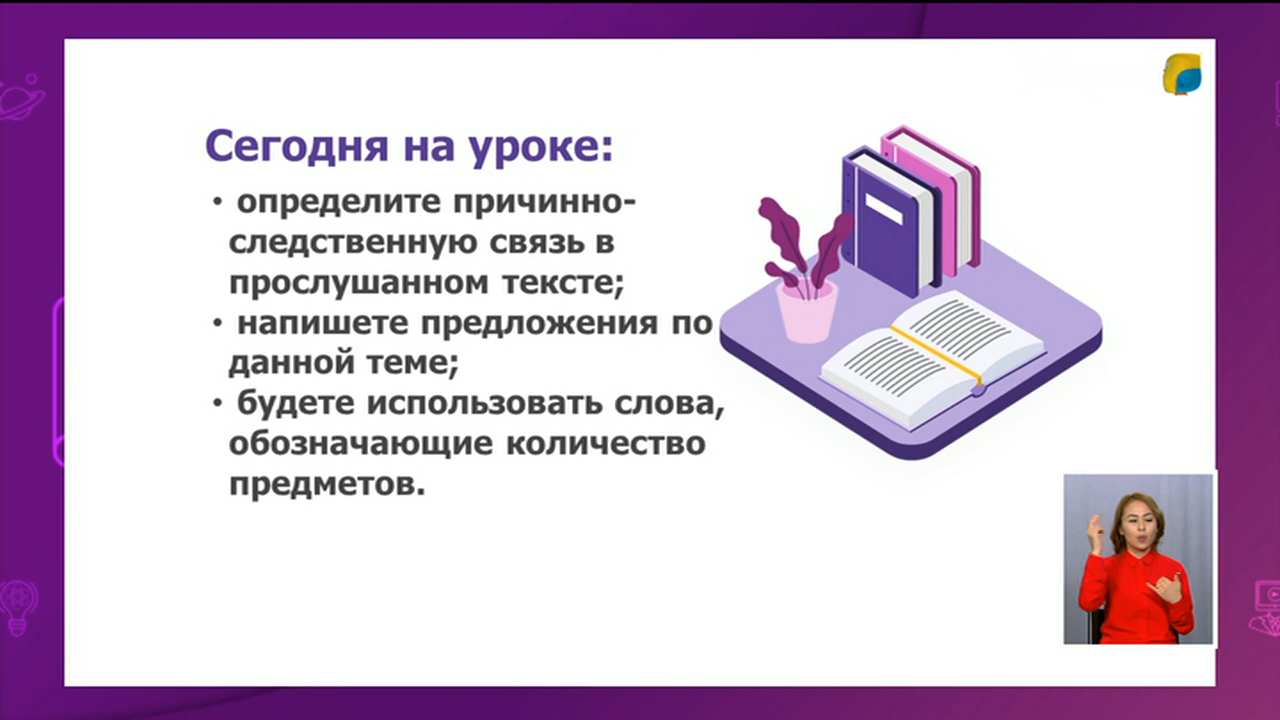 Сегодня на уроке:
• определите причинно-
следственную связь в
прослушанном тексте;
• напишете предложения по
данной теме;
• будете использовать слова,
обозначающие количество
предметов.